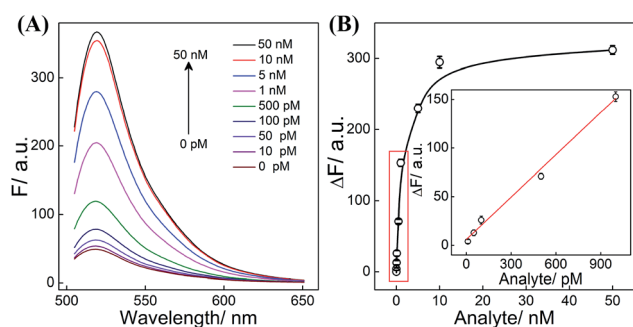 (A)
F/ a.u.
300
200
100
0
500
550
600
650
Wavelength/ nm
50 nM
0 pM
50 nM
10 nM
5 nM
1 nM
500 pM
100 pM
50 pM
10 pM
0 pM
(B)
ΔF/ a.u.
400
300
200
100
0
0
10
20
30
40
50
Analyte/ nM
ΔF/ a.u.
150
100
50
0
0
300
600
900
Analyte/ pM